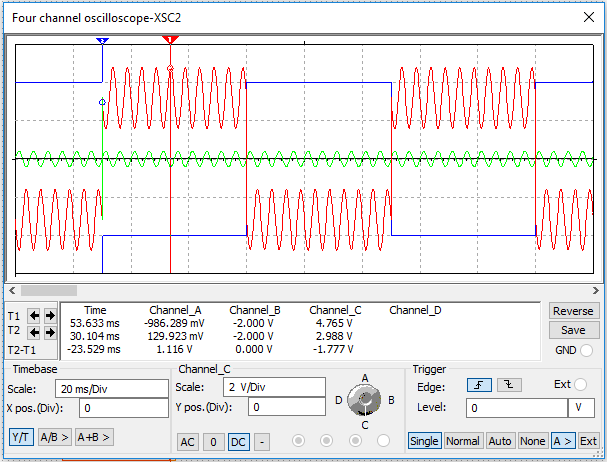 Four channel oscilloscope-XSC2
2 1
Time Channel_A Channel_B Channel_C Channel_D
T1 53.633 ms -986.289 mV -2.000 V 4.765 V
T2 30.104 ms 129.923 mV -2.000 V 2.988 V
T2-T1 -23.529 ms 1.116 V 0.000 V -1.777 V
Reverse
Save
GND
Timebase
Scale: 20 ms/Div
X pos.(Div): 0
Y/T A/B > A+B >
Channel_C
Scale: 2 V/Div
Y pos.(Div): 0
A
D B
C
AC 0 DC -
Trigger
Edge: Ext
Level: 0 V
Single Normal Auto None A > Ext